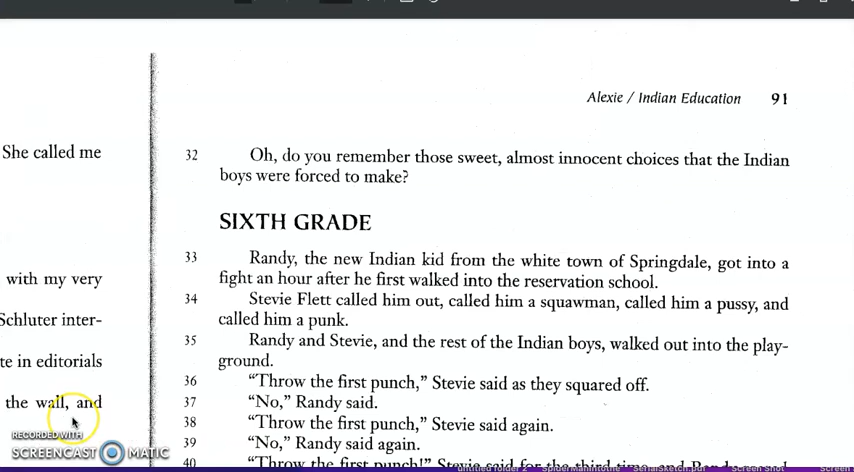 Alexie / Indian Education 91
She called me
32 Oh, do you remember those sweet, almost innocent choices that the Indian
boys were forced to make?
SIXTH GRADE
33 Randy, the new Indian kid from the white town of Springdale, got into a
with my very
fight an hour after he first walked into the reservation school.
34 Stevie Flett called him out, called him a squawman, called him a pussy, and
Schluter inter-
called him a punk.
35 Randy and Stevie, and the rest of the Indian boys, walked out into the play-
te in editorials
ground.
36 “Throw the first punch,” Stevie said as they squared off.
the wall, and
37 “No,” Randy said.
38 “Throw the first punch,” Stevie said again.
RECORDED WITH
SCREENCAST MATIC
39 “No,” Randy said again.
40 “Throw the first punch!” Stevie said for the third time, and